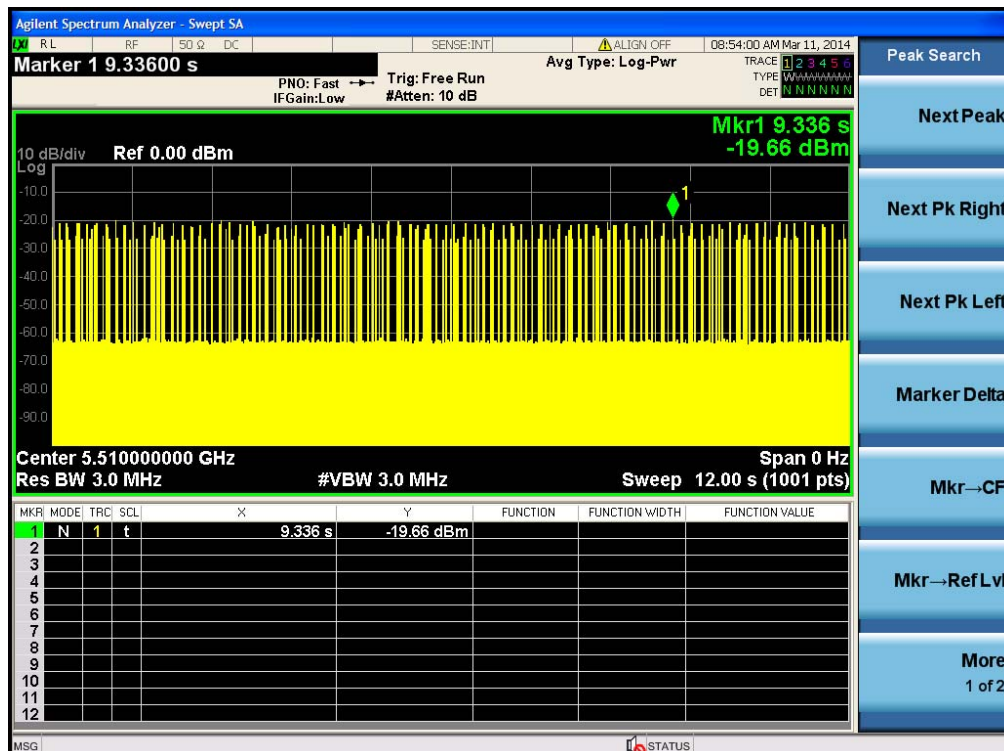 Agilent Spectrum Analyzer - Swept SA
LXI RL RF 50 Ω DC SENSE:INT ALIGN OFF 08:54:00 AM Mar 11, 2014
Marker 1 9.33600 s
PNO: Fast
IFGain:Low
Trig: Free Run
#Atten: 10 dB
Avg Type: Log-Pwr
TRACE 1 2 3 4 5 6
TYPE WWWWWW
DET N N N N N N
Mkr1 9.336 s
-19.66 dBm
10 dB/div Ref 0.00 dBm
Log
1
-10.0
-20.0
-30.0
-40.0
-50.0
-60.0
-70.0
-80.0
-90.0
Center 5.510000000 GHz Span 0 Hz
Res BW 3.0 MHz #VBW 3.0 MHz Sweep 12.00 s (1001 pts)
MKR MODE TRC SCL X Y FUNCTION FUNCTION WIDTH FUNCTION VALUE
1 N 1 t 9.336 s -19.66 dBm
2
3
4
5
6
7
8
9
10
11
12
MSG STATUS
Peak Search
Next Peak
Next Pk Right
Next Pk Left
Marker Delta
Mkr→CF
Mkr→Ref Lvl
More
1 of 2